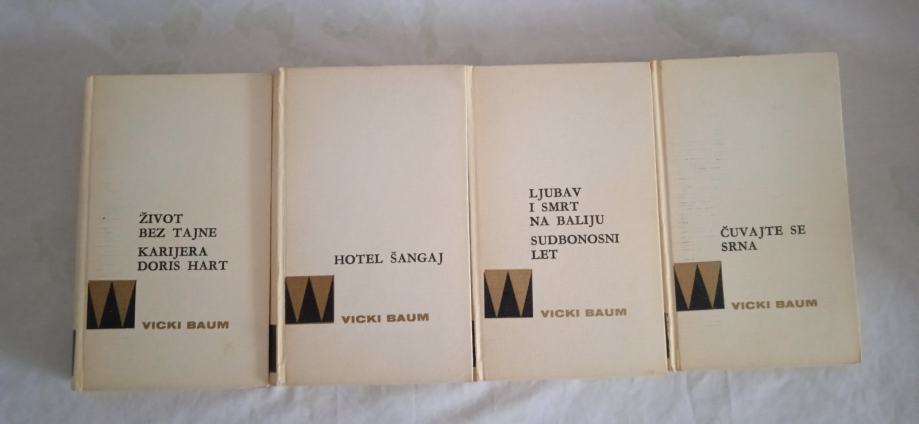 ŽIVOT
BEZ TAJNE
KARIJERA
DORIS HART
VICKI BAUM
HOTEL ŠANGAJ
VICKI BAUM
LJUBAV
I SMRT
NA BALIJU
SUDBONOSNI
LET
VICKI BAUM
ČUVAJTE SE
SRNA
VICKI BAUM